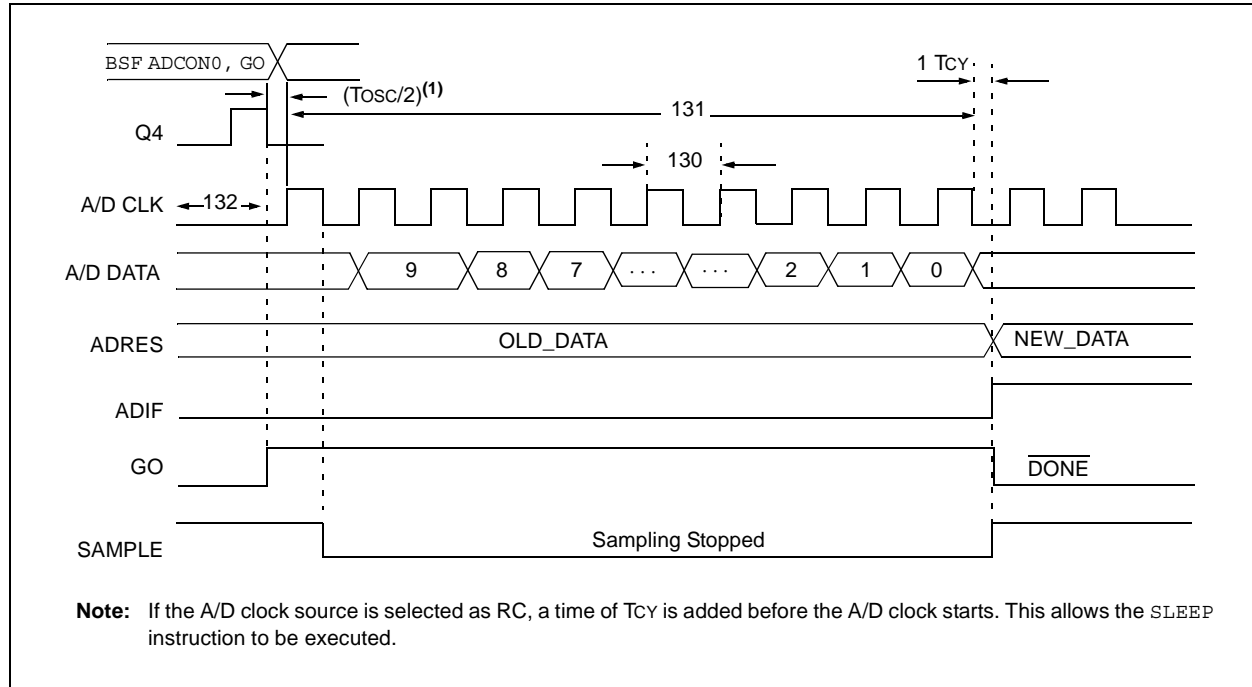 BSF ADCON0, GO
1 TCY
(TOSC/2)(1)
131
Q4
130
A/D CLK
132
A/D DATA
9 8 7 . . . . . . 2 1 0
ADRES
OLD_DATA
NEW_DATA
ADIF
GO
DONE
SAMPLE
Sampling Stopped
Note: If the A/D clock source is selected as RC, a time of TCY is added before the A/D clock starts. This allows the SLEEP
instruction to be executed.